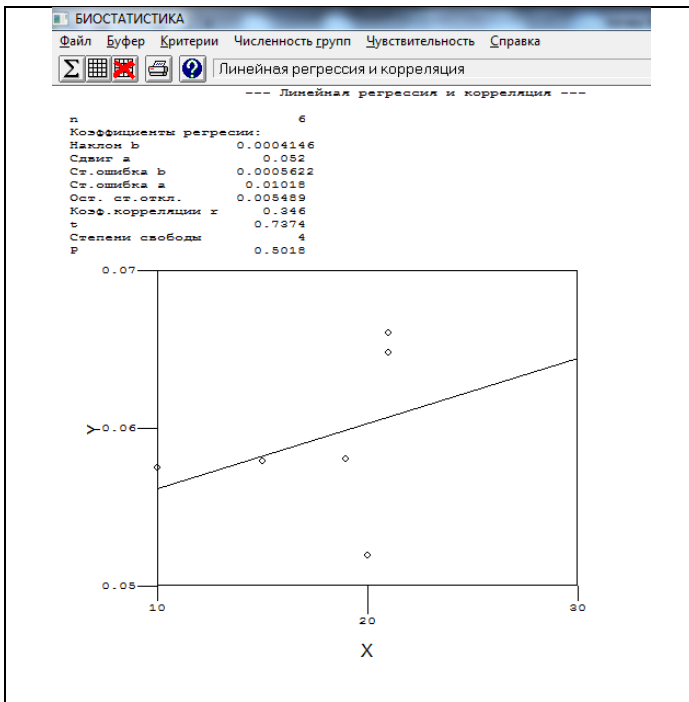 БИОСТАТИСТИКА
Файл Буфер Критерии Численность групп Чувствительность Справка
Линейная регрессия и корреляция
--- Линейная регрессия и корреляция ---
n 6
Коэффициенты регресии:
Наклон b 0.0004146
Сдвиг a 0.052
Ст.ошибка b 0.0005622
Ст.ошибка a 0.01018
Ост. ст.откл. 0.005489
Коэф.корреляции r 0.346
t 0.7374
Степени свободы 4
P 0.5018
0.07
Y
0.06
0.05
10
20
30
X